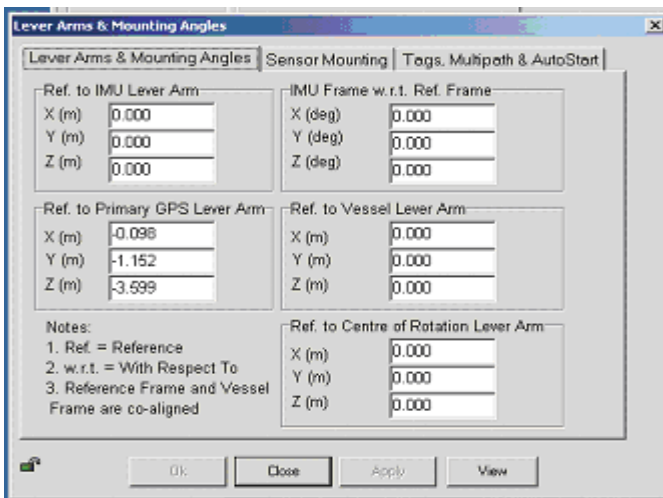 Lever Arms & Mounting Angles
Lever Arms & Mounting Angles Sensor Mounting Tags, Multipath & AutoStart
Ref. to IMU Lever Arm
X (m) 0.000
Y (m) 0.000
Z (m) 0.000
IMU Frame w.r.t. Ref. Frame
X (deg) 0.000
Y (deg) 0.000
Z (deg) 0.000
Ref. to Primary GPS Lever Arm
X (m) -0.098
Y (m) -1.152
Z (m) -3.599
Ref. to Vessel Lever Arm
X (m) 0.000
Y (m) 0.000
Z (m) 0.000
Notes:
1. Ref. = Reference
2. w.r.t. = With Respect To
3. Reference Frame and Vessel
Frame are co-aligned
Ref. to Centre of Rotation Lever Arm
X (m) 0.000
Y (m) 0.000
Z (m) 0.000
Ok Close Apply View